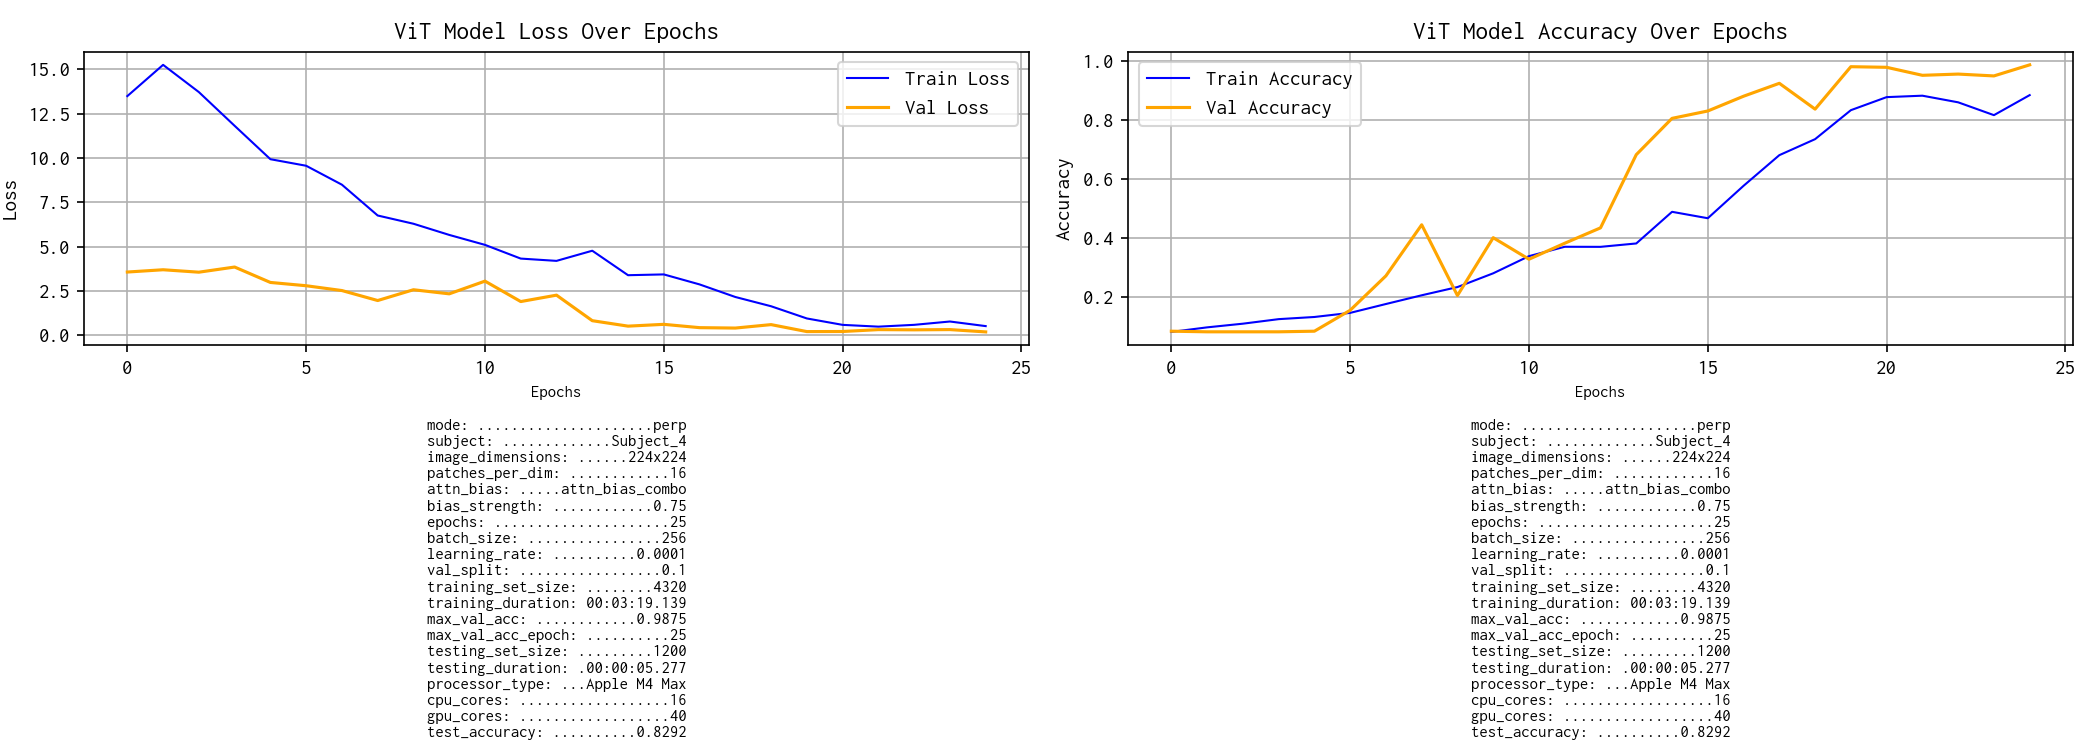 ViT Model Loss Over Epochs
Train Loss
Val Loss
15.0
12.5
10.0
7.5
5.0
2.5
0.0
Loss
0 5 10 15 20 25
Epochs
mode: .....................perp
subject: .............Subject_4
image_dimensions: ......224x224
patches_per_dim: ............16
attn_bias: .....attn_bias_combo
bias_strength: ............0.75
epochs: .....................25
batch_size: ................256
learning_rate: ..........0.0001
val_split: .................0.1
training_set_size: ........4320
training_duration: 00:03:19.139
max_val_acc: ............0.9875
max_val_acc_epoch: ..........25
testing_set_size: .........1200
testing_duration: .00:00:05.277
processor_type: ...Apple M4 Max
cpu_cores: ..................16
gpu_cores: ..................40
test_accuracy: ..........0.8292
ViT Model Accuracy Over Epochs
Train Accuracy
Val Accuracy
1.0
0.8
0.6
0.4
0.2
Accuracy
0 5 10 15 20 25
Epochs
mode: .....................perp
subject: .............Subject_4
image_dimensions: ......224x224
patches_per_dim: ............16
attn_bias: .....attn_bias_combo
bias_strength: ............0.75
epochs: .....................25
batch_size: ................256
learning_rate: ..........0.0001
val_split: .................0.1
training_set_size: ........4320
training_duration: 00:03:19.139
max_val_acc: ............0.9875
max_val_acc_epoch: ..........25
testing_set_size: .........1200
testing_duration: .00:00:05.277
processor_type: ...Apple M4 Max
cpu_cores: ..................16
gpu_cores: ..................40
test_accuracy: ..........0.8292